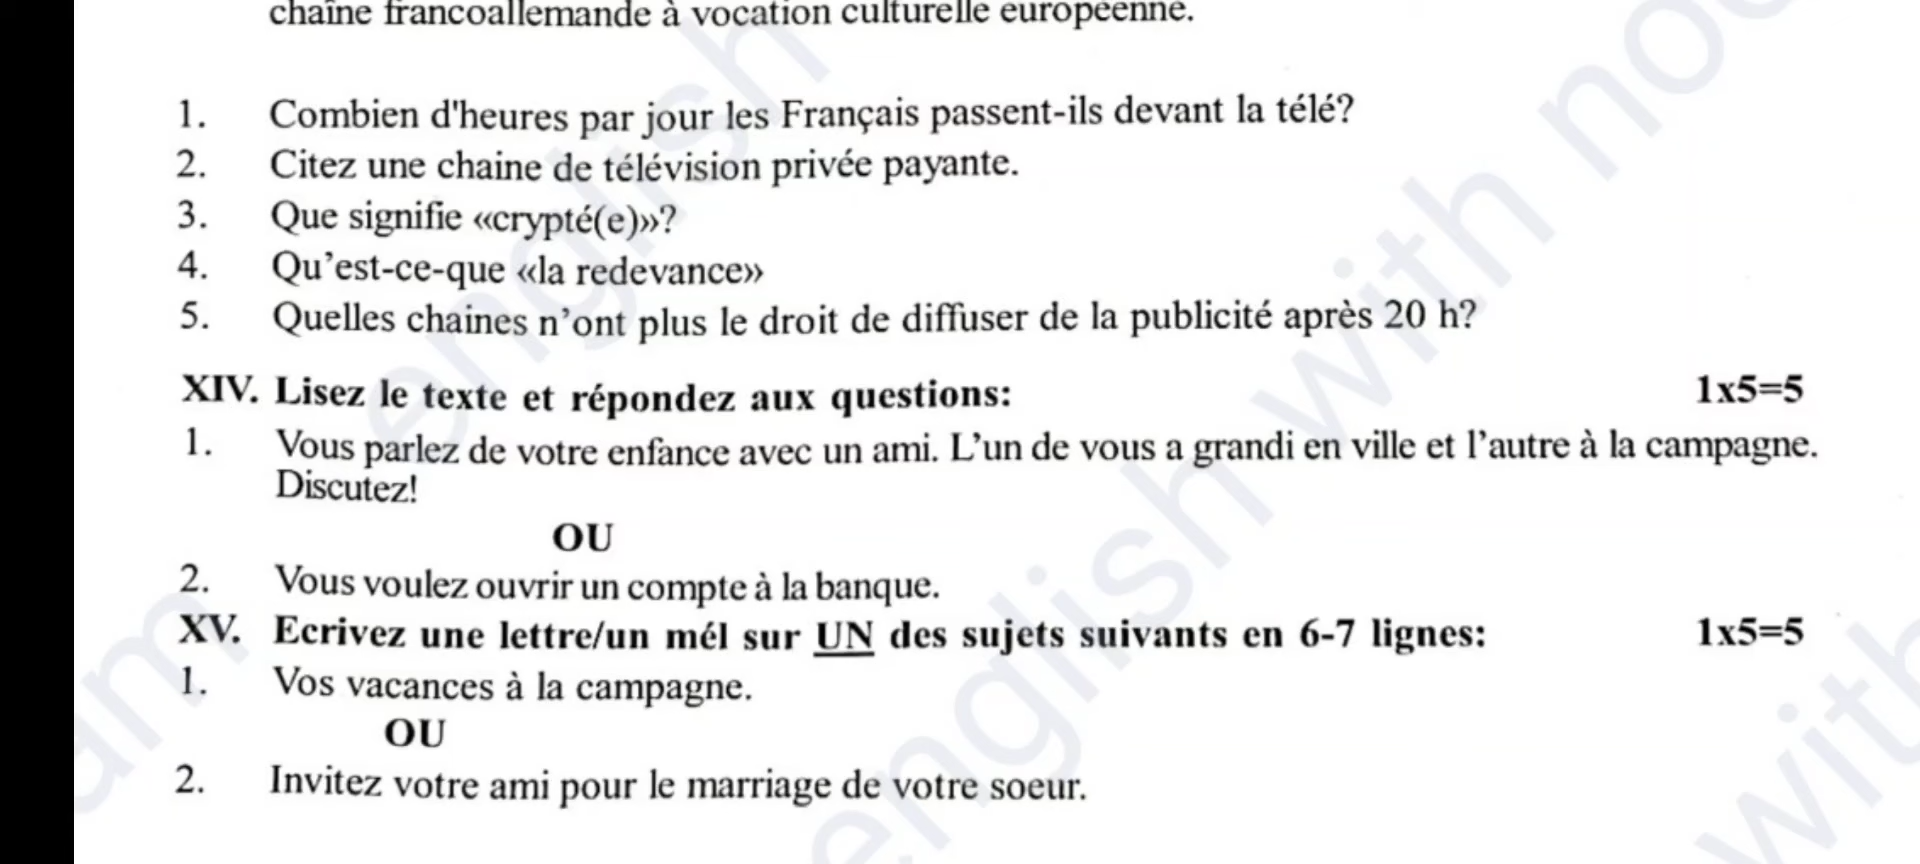 chaîne francoallemande à vocation culturelle européenne.
1. Combien d'heures par jour les Français passent-ils devant la télé?
2. Citez une chaine de télévision privée payante.
3. Que signifie «crypté(e)»?
4. Qu’est-ce-que «la redevance»
5. Quelles chaines n’ont plus le droit de diffuser de la publicité après 20 h?
XIV. Lisez le texte et répondez aux questions: 1x5=5
1. Vous parlez de votre enfance avec un ami. L’un de vous a grandi en ville et l’autre à la campagne.
Discutez!
OU
2. Vous voulez ouvrir un compte à la banque.
XV. Ecrivez une lettre/un mél sur UN des sujets suivants en 6-7 lignes: 1x5=5
1. Vos vacances à la campagne.
OU
2. Invitez votre ami pour le marriage de votre soeur.
english with
english with
with